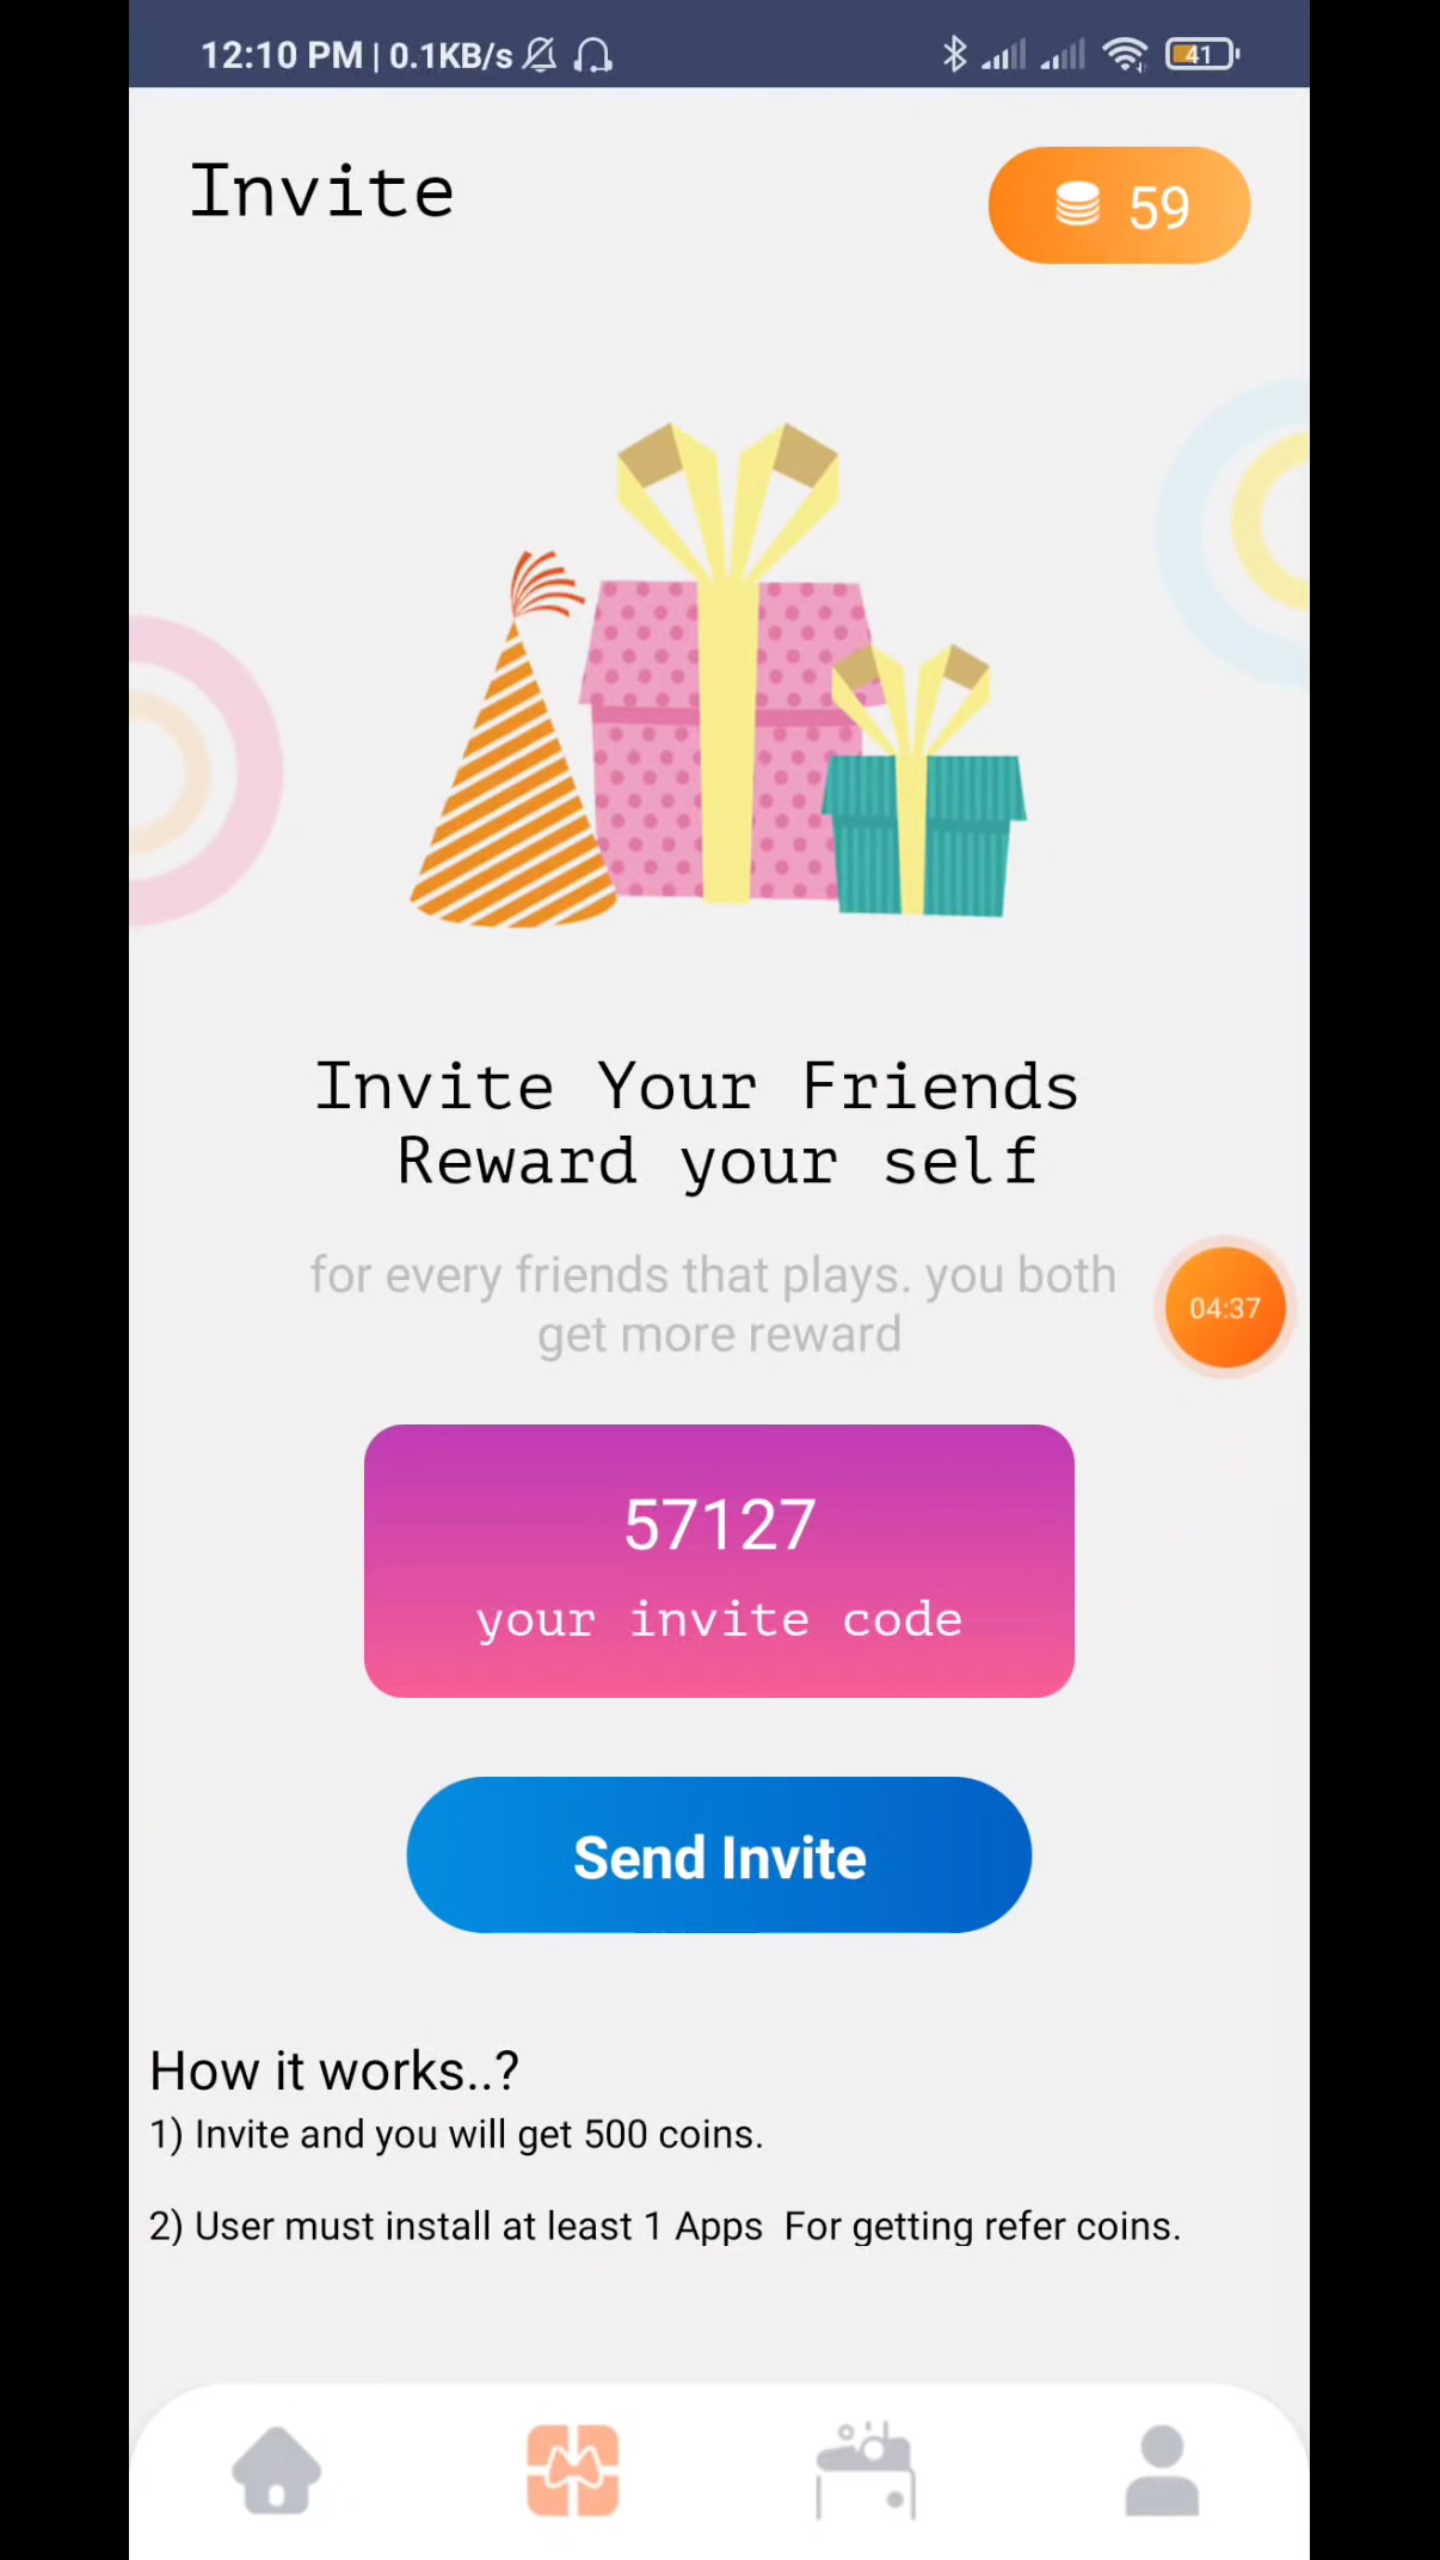 12:10 PM | 0.1KB/s
41
Invite
59
Invite Your Friends
Reward your self
for every friends that plays. you both
get more reward
04:37
57127
your invite code
Send Invite
How it works..?
1) Invite and you will get 500 coins.
2) User must install at least 1 Apps  For getting refer coins.